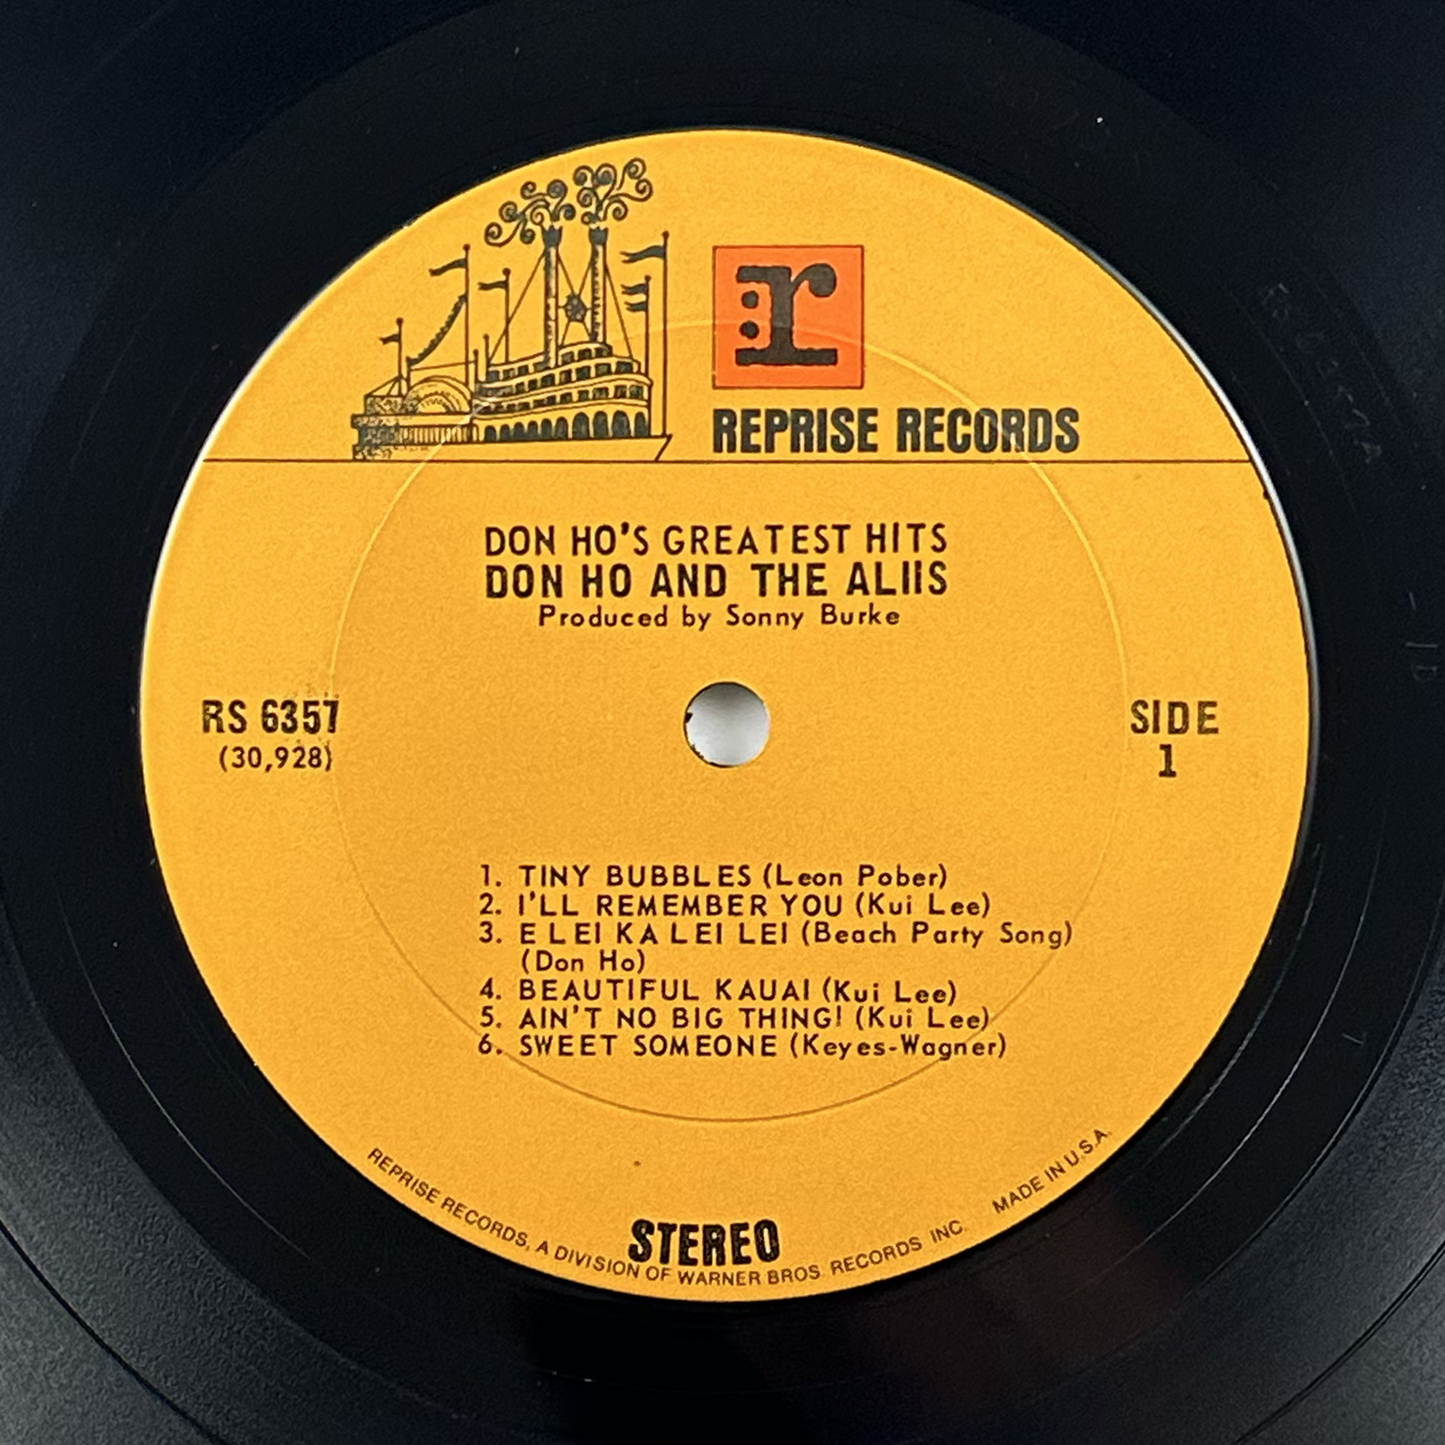 :r
REPRISE RECORDS
DON HO'S GREATEST HITS
DON HO AND THE ALIIS
Produced by Sonny Burke
RS 6357
(30,928)
SIDE
1
1. TINY BUBBLES (Leon Pober)
2. I'LL REMEMBER YOU (Kui Lee)
3. E LEI KA LEI LEI (Beach Party Song)
(Don Ho)
4. BEAUTIFUL KAUAI (Kui Lee)
5. AIN'T NO BIG THING! (Kui Lee)
6. SWEET SOMEONE (Keyes-Wagner)
STEREO
REPRISE RECORDS, A DIVISION OF WARNER BROS. RECORDS INC. MADE IN U.S.A.